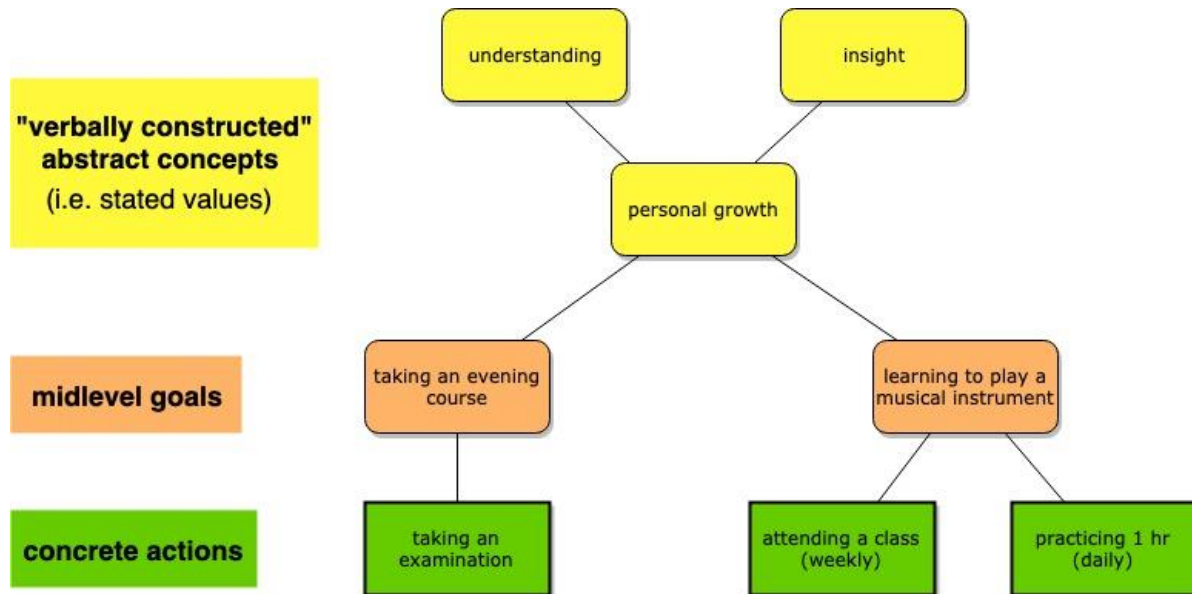 understanding
insight
"verbally constructed"
abstract concepts
(i.e. stated values)
personal growth
midlevel goals
taking an evening
course
learning to play a
musical instrument
concrete actions
taking an
examination
attending a class
(weekly)
practicing 1 hr
(daily)